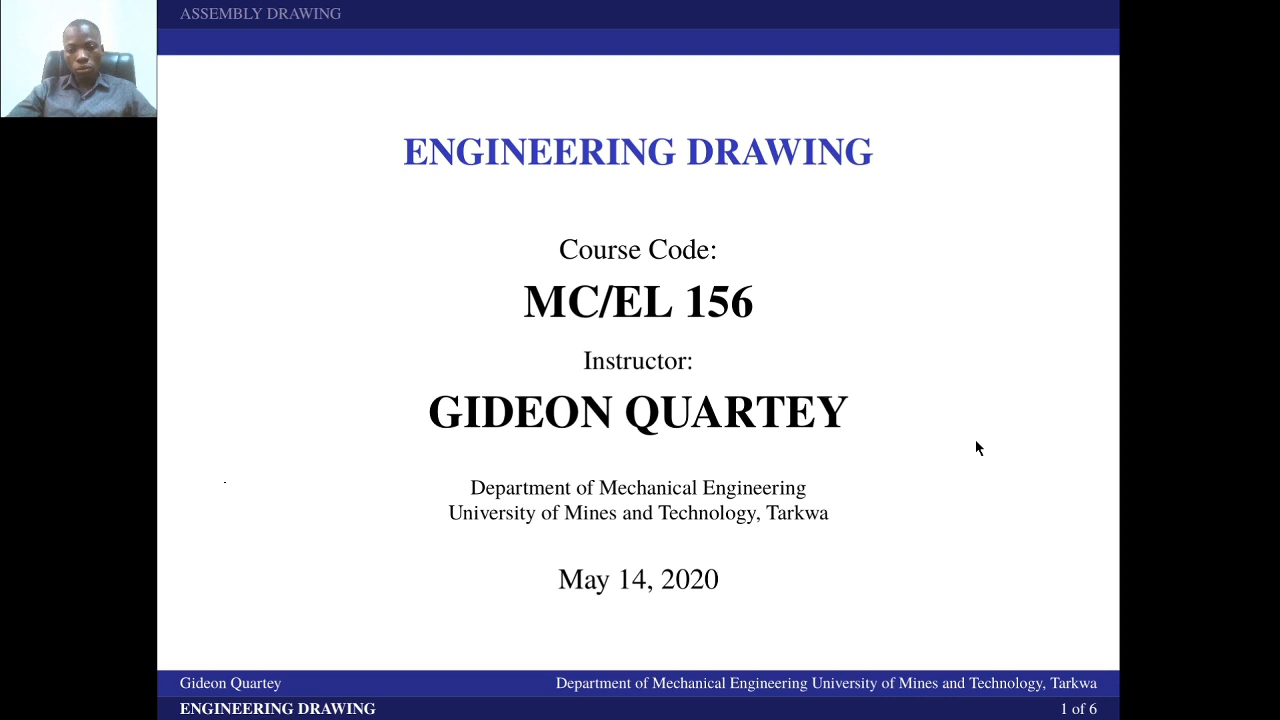 ASSEMBLY DRAWING
ENGINEERING DRAWING
Course Code:
MC/EL 156
Instructor:
GIDEON QUARTEY
Department of Mechanical Engineering
University of Mines and Technology, Tarkwa
May 14, 2020
Gideon Quartey
Department of Mechanical Engineering University of Mines and Technology, Tarkwa
ENGINEERING DRAWING
1 of 6